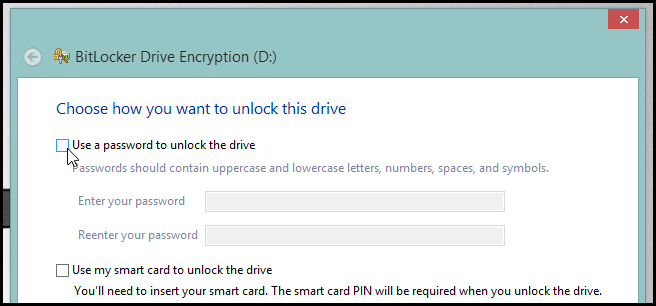 BitLocker Drive Encryption (D:)
Choose how you want to unlock this drive
Use a password to unlock the drive
Passwords should contain uppercase and lowercase letters, numbers, spaces, and symbols.
Enter your password
Reenter your password
Use my smart card to unlock the drive
You'll need to insert your smart card. The smart card PIN will be required when you unlock the drive.